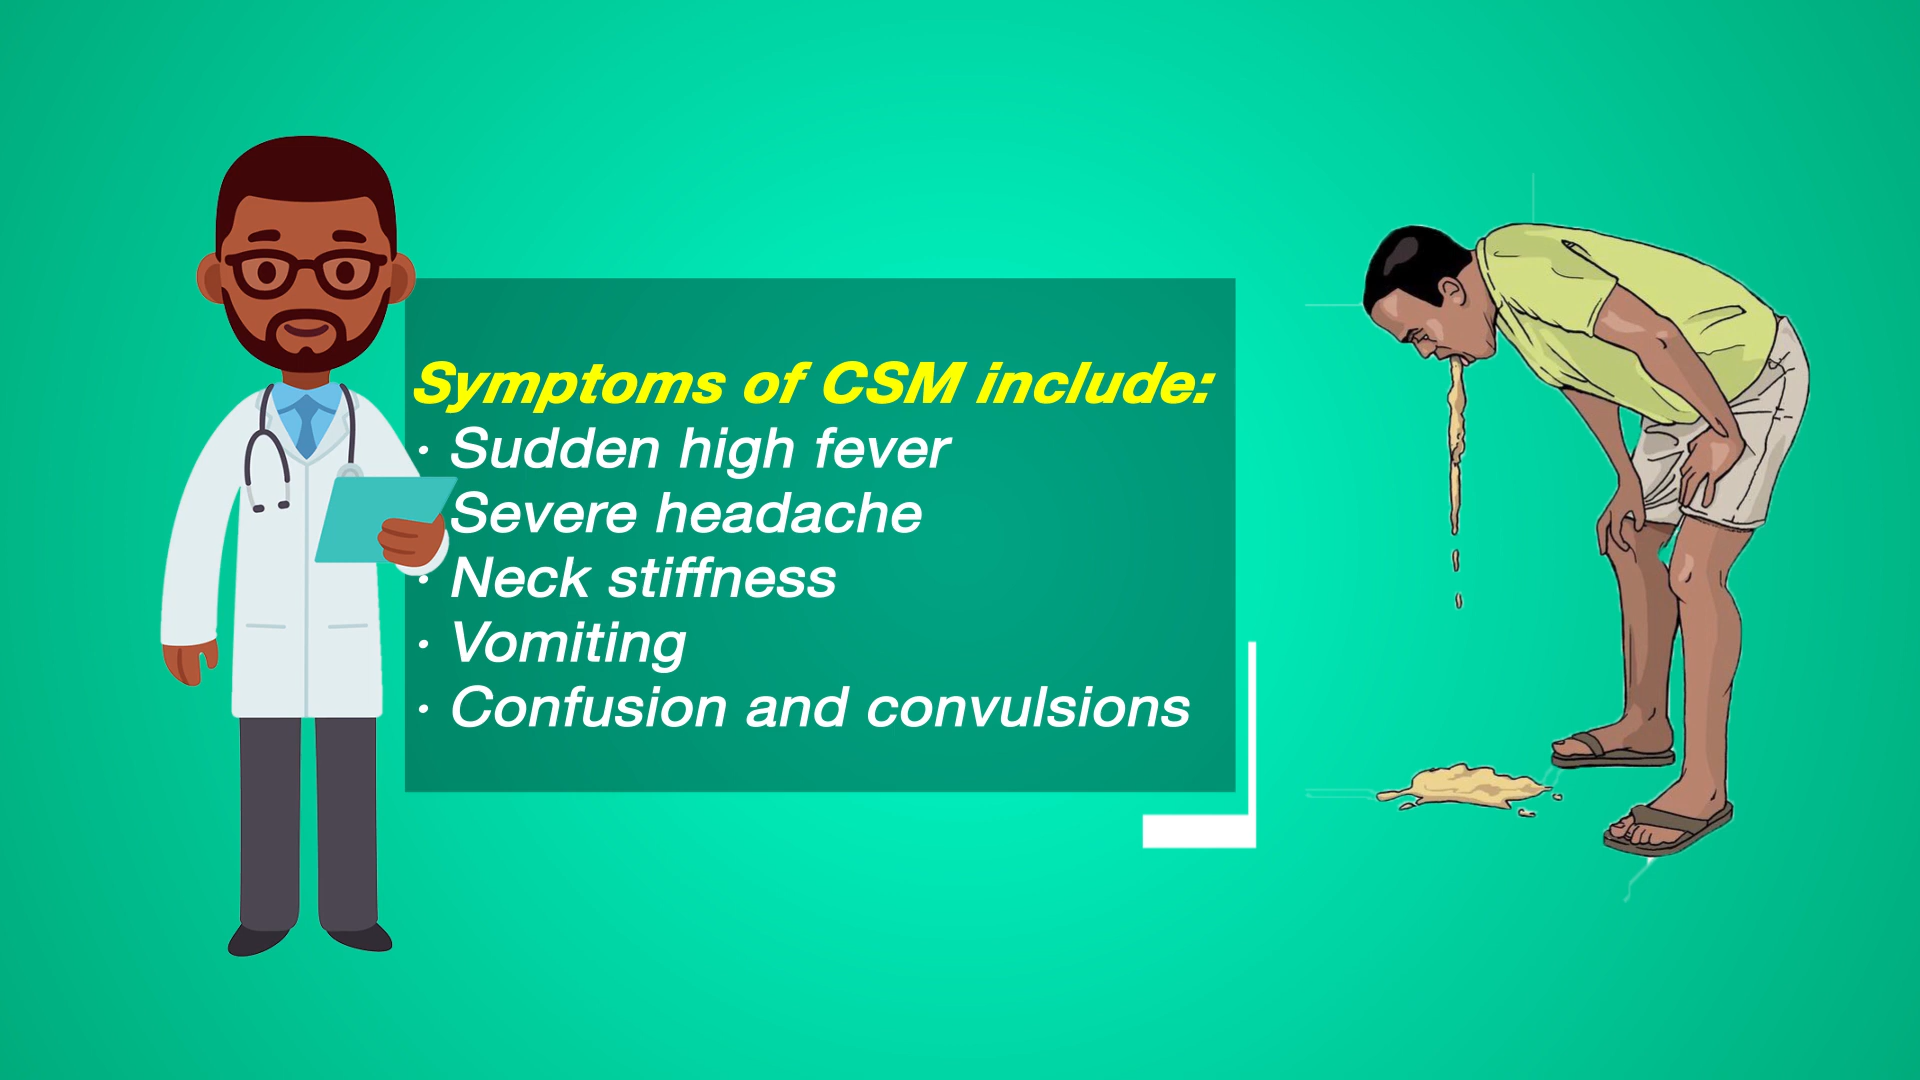 Symptoms of CSM include:
· Sudden high fever
Severe headache
· Neck stiffness
· Vomiting
· Confusion and convulsions